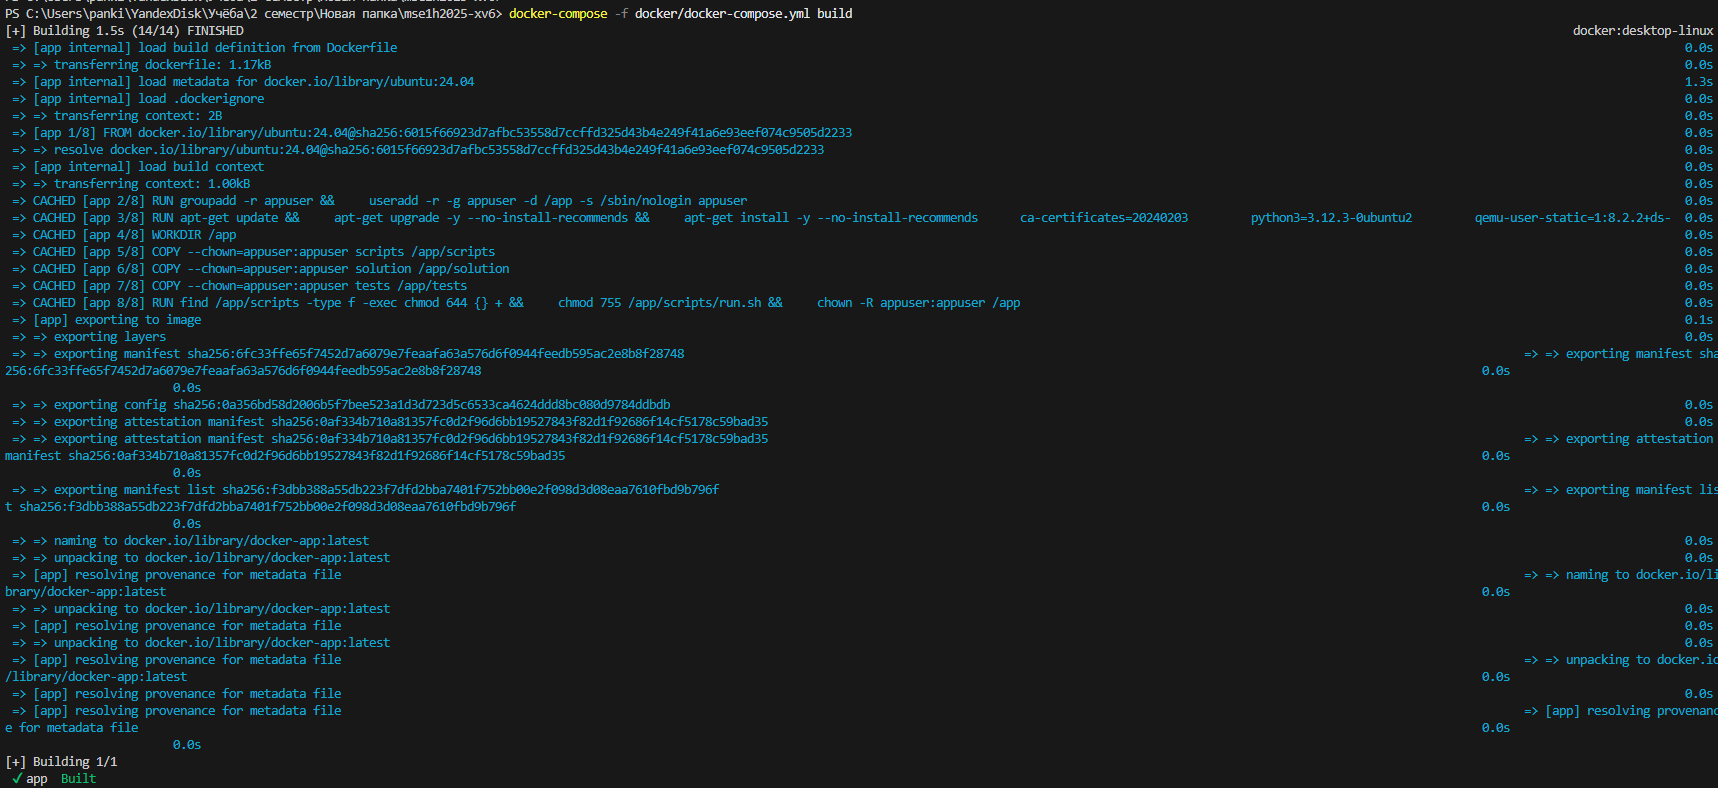 PS C:\Users\panki\YandexDisk\Учёба\2 семестр\Новая папка\mse1h2025-xv6> docker-compose -f docker/docker-compose.yml build
[+] Building 1.5s (14/14) FINISHED docker:desktop-linux
=> [app internal] load build definition from Dockerfile 0.0s
=> => transferring dockerfile: 1.17kB 0.0s
=> [app internal] load metadata for docker.io/library/ubuntu:24.04 1.3s
=> [app internal] load .dockerignore 0.0s
=> => transferring context: 2B 0.0s
=> [app 1/8] FROM docker.io/library/ubuntu:24.04@sha256:6015f66923d7afbc53558d7ccffd325d43b4e249f41a6e93eef074c9505d2233 0.0s
=> => resolve docker.io/library/ubuntu:24.04@sha256:6015f66923d7afbc53558d7ccffd325d43b4e249f41a6e93eef074c9505d2233 0.0s
=> [app internal] load build context 0.0s
=> => transferring context: 1.00kB 0.0s
=> CACHED [app 2/8] RUN groupadd -r appuser && useradd -r -g appuser -d /app -s /sbin/nologin appuser 0.0s
=> CACHED [app 3/8] RUN apt-get update && apt-get upgrade -y --no-install-recommends && apt-get install -y --no-install-recommends ca-certificates=20240203 python3=3.12.3-0ubuntu2 qemu-user-static=1:8.2.2+ds- 0.0s
=> CACHED [app 4/8] WORKDIR /app 0.0s
=> CACHED [app 5/8] COPY --chown=appuser:appuser scripts /app/scripts 0.0s
=> CACHED [app 6/8] COPY --chown=appuser:appuser solution /app/solution 0.0s
=> CACHED [app 7/8] COPY --chown=appuser:appuser tests /app/tests 0.0s
=> CACHED [app 8/8] RUN find /app/scripts -type f -exec chmod 644 {} + && chmod 755 /app/scripts/run.sh && chown -R appuser:appuser /app 0.0s
=> [app] exporting to image 0.1s
=> => exporting layers 0.0s
=> => exporting manifest sha256:6fc33ffe65f7452d7a6079e7feaafa63a576d6f0944feedb595ac2e8b8f28748 => => exporting manifest sha
256:6fc33ffe65f7452d7a6079e7feaafa63a576d6f0944feedb595ac2e8b8f28748 0.0s
0.0s
=> => exporting config sha256:0a356bd58d2006b5f7bee523a1d3d723d5c6533ca4624ddd8bc080d9784ddbdb 0.0s
=> => exporting attestation manifest sha256:0af334b710a81357fc0d2f96d6bb19527843f82d1f92686f14cf5178c59bad35 0.0s
=> => exporting attestation manifest sha256:0af334b710a81357fc0d2f96d6bb19527843f82d1f92686f14cf5178c59bad35 => => exporting attestation
manifest sha256:0af334b710a81357fc0d2f96d6bb19527843f82d1f92686f14cf5178c59bad35 0.0s
0.0s
=> => exporting manifest list sha256:f3dbb388a55db223f7dfd2bba7401f752bb00e2f098d3d08eaa7610fbd9b796f => => exporting manifest lis
t sha256:f3dbb388a55db223f7dfd2bba7401f752bb00e2f098d3d08eaa7610fbd9b796f 0.0s
0.0s
=> => naming to docker.io/library/docker-app:latest 0.0s
=> => unpacking to docker.io/library/docker-app:latest 0.0s
=> [app] resolving provenance for metadata file => => naming to docker.io/li
brary/docker-app:latest 0.0s
=> => unpacking to docker.io/library/docker-app:latest 0.0s
=> [app] resolving provenance for metadata file 0.0s
=> => unpacking to docker.io/library/docker-app:latest 0.0s
=> [app] resolving provenance for metadata file => => unpacking to docker.io
/library/docker-app:latest 0.0s
=> [app] resolving provenance for metadata file 0.0s
=> [app] resolving provenance for metadata file => [app] resolving provenanc
e for metadata file 0.0s
0.0s
[+] Building 1/1
✓ app Built